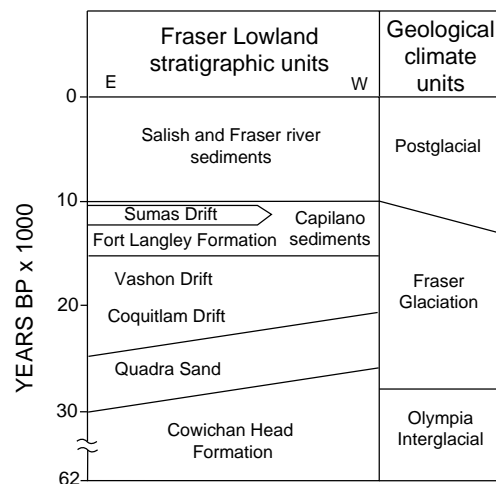 Fraser Lowland
stratigraphic units
E
W
Geological
climate
units
YEARS BP x 1000
0
10
20
30
62
Salish and Fraser river
sediments
Sumas Drift
Fort Langley Formation
Capilano
sediments
Vashon Drift
Coquitlam Drift
Quadra Sand
Cowichan Head
Formation
Postglacial
Fraser
Glaciation
Olympia
Interglacial